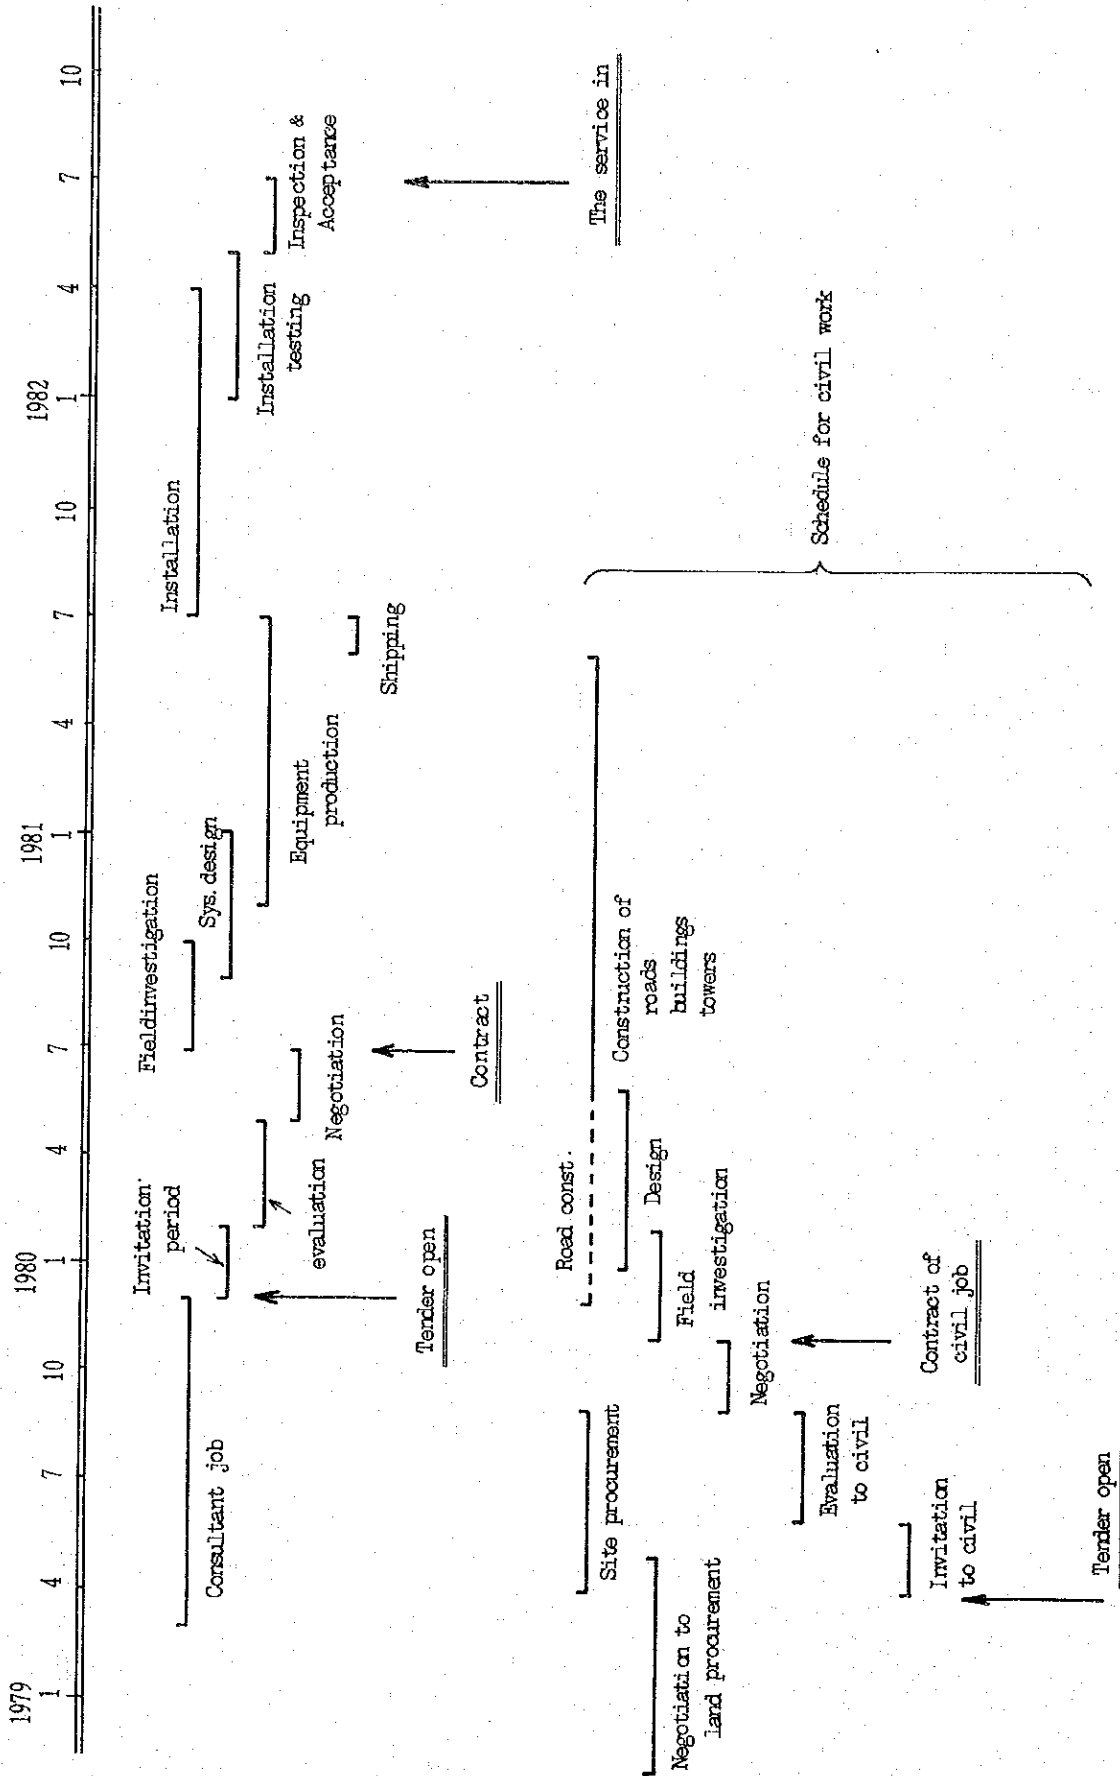 1979
1980
1981
1982
1
4
7
10
1
4
7
10
1
4
7
10
1
4
7
10
Consultant job
Invitation
period
evaluation
Negotiation
Fieldinvestigation
Sys. design
Equipment
production
Shipping
Installation
Installation
testing
Inspection &
Acceptance
Tender open
Contract
The service in
Negotiation to
land procurement
Site procurement
Road const.
Construction of
roads
buildings
towers
Design
Field
investigation
Negotiation
Evaluation
to civil
Invitation
to civil
Contract of
civil job
Tender open
Schedule for civil work